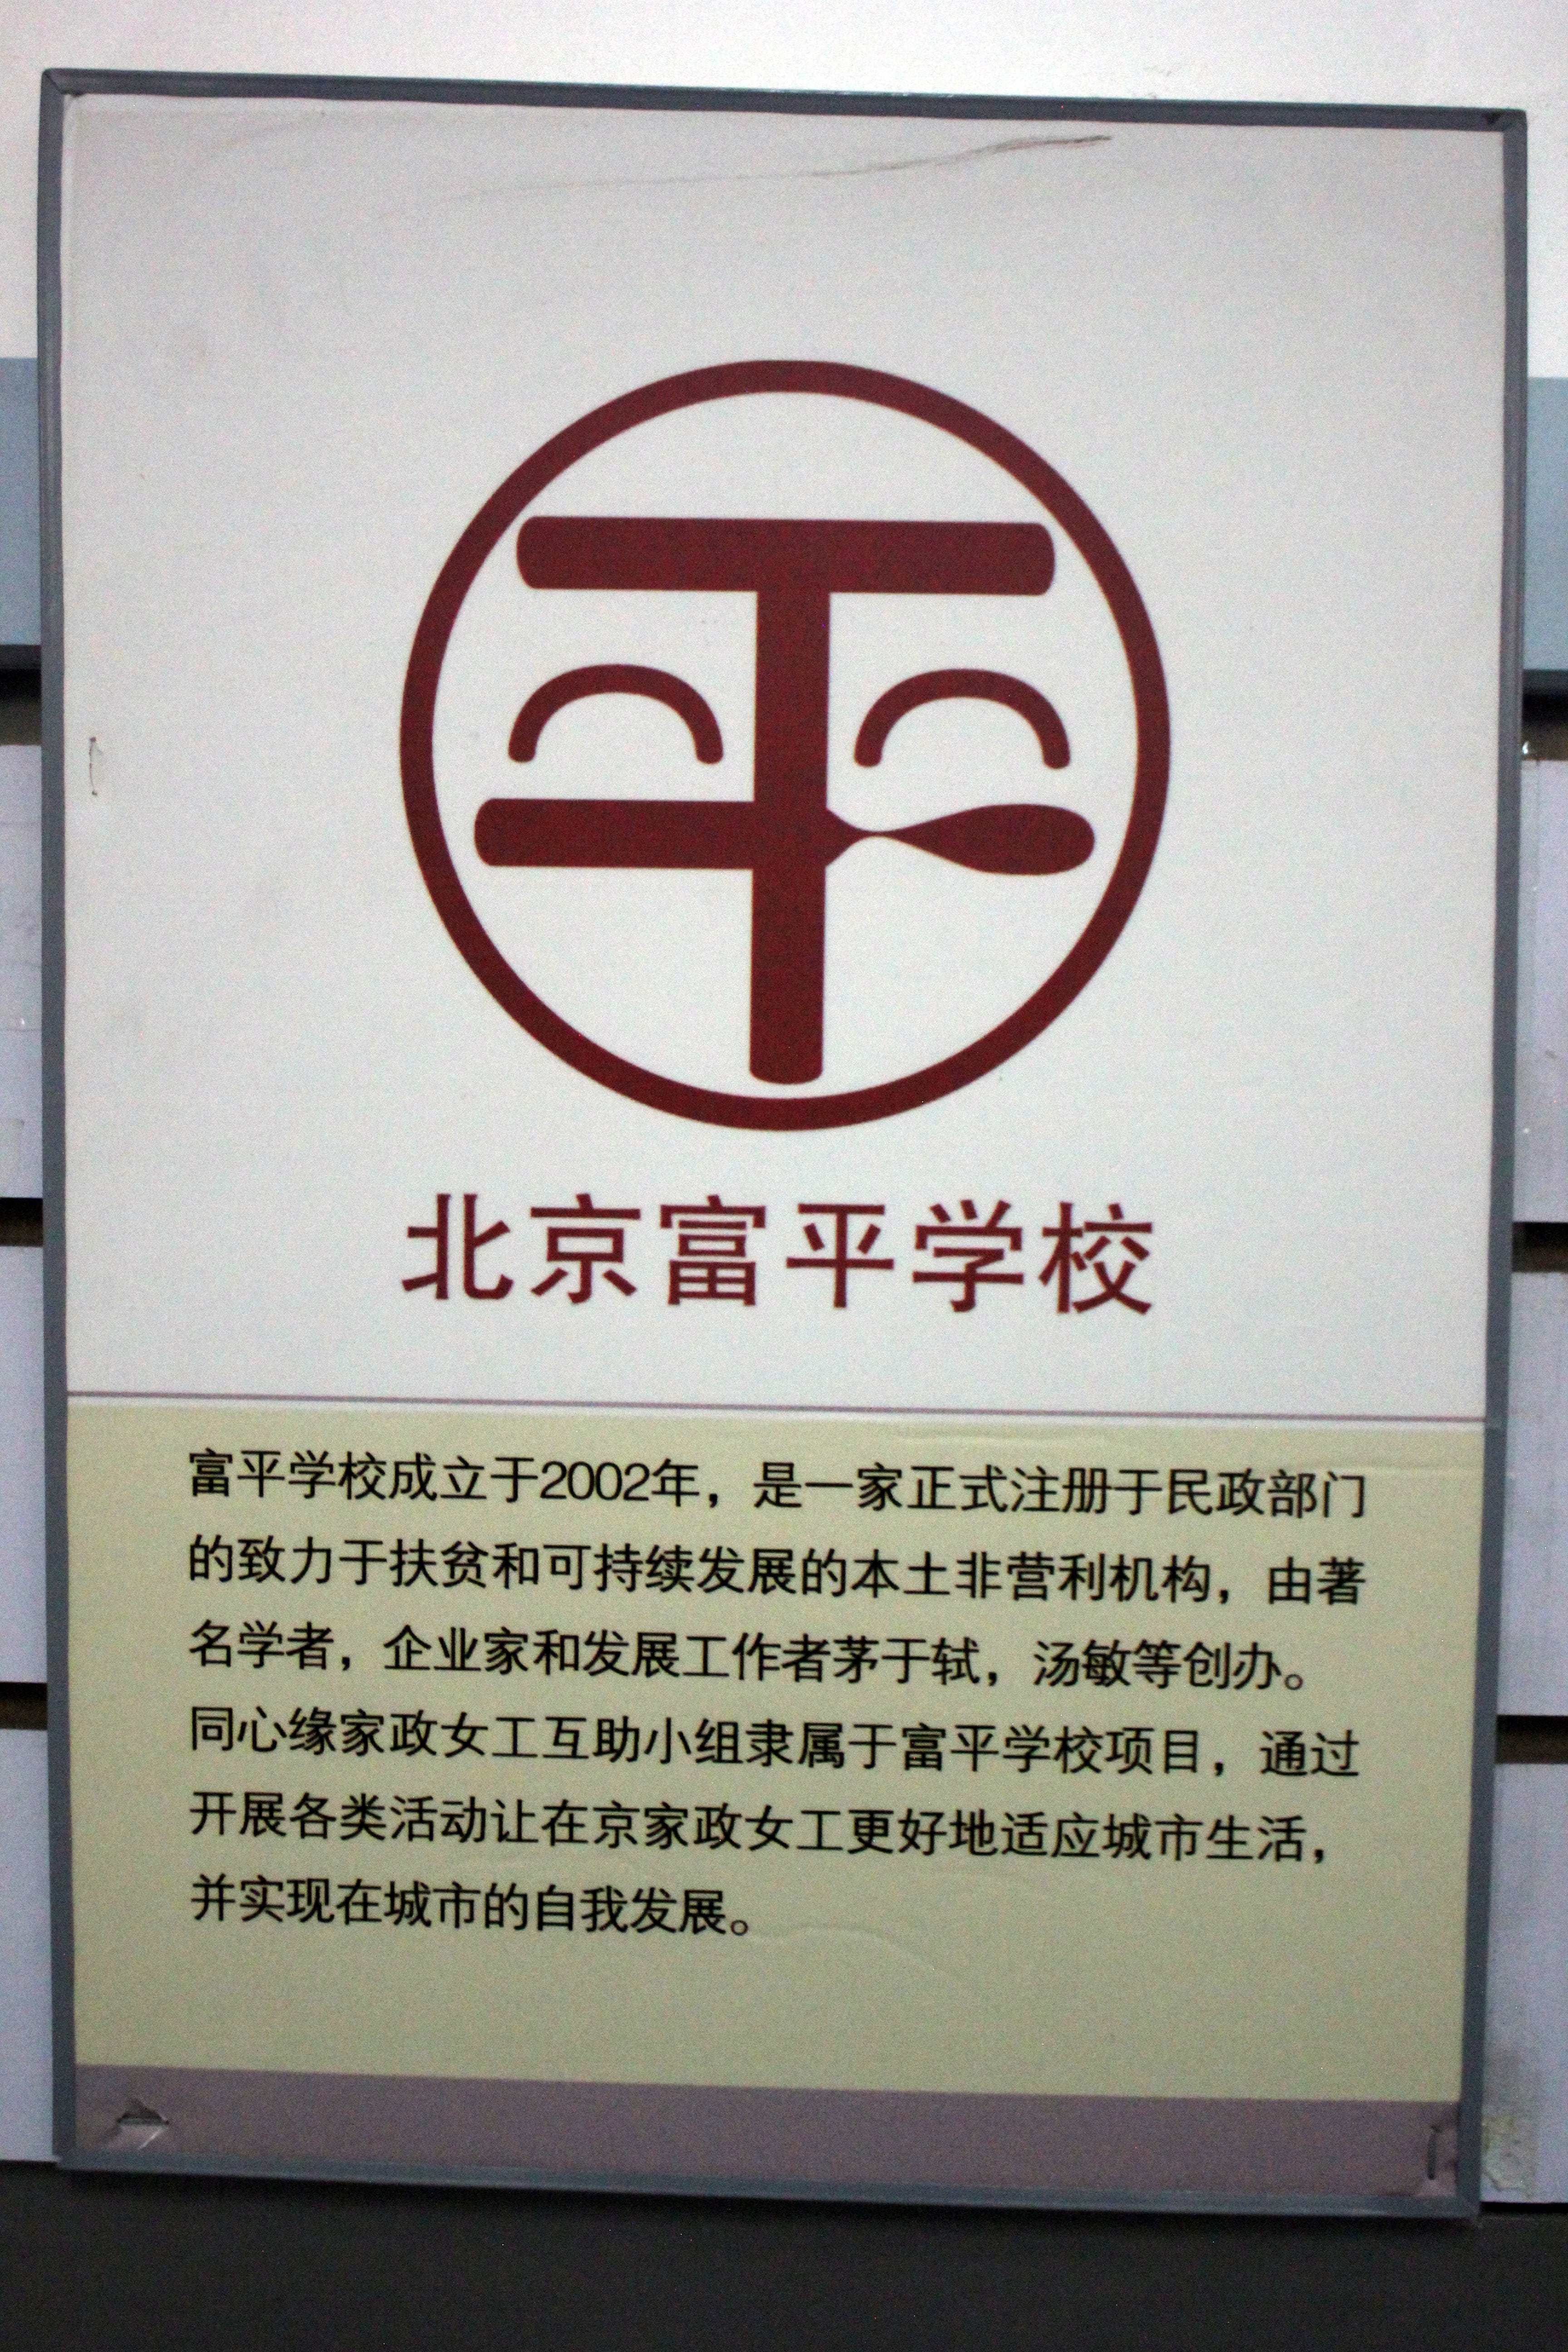 平
北京富平学校
富平学校成立于2002年，是一家正式注册于民政部门
的致力于扶贫和可持续发展的本土非营利机构，由著
名学者，企业家和发展工作者茅于轼，汤敏等创办。
同心缘家政女工互助小组隶属于富平学校项目，通过
开展各类活动让在京家政女工更好地适应城市生活，
并实现在城市的自我发展。